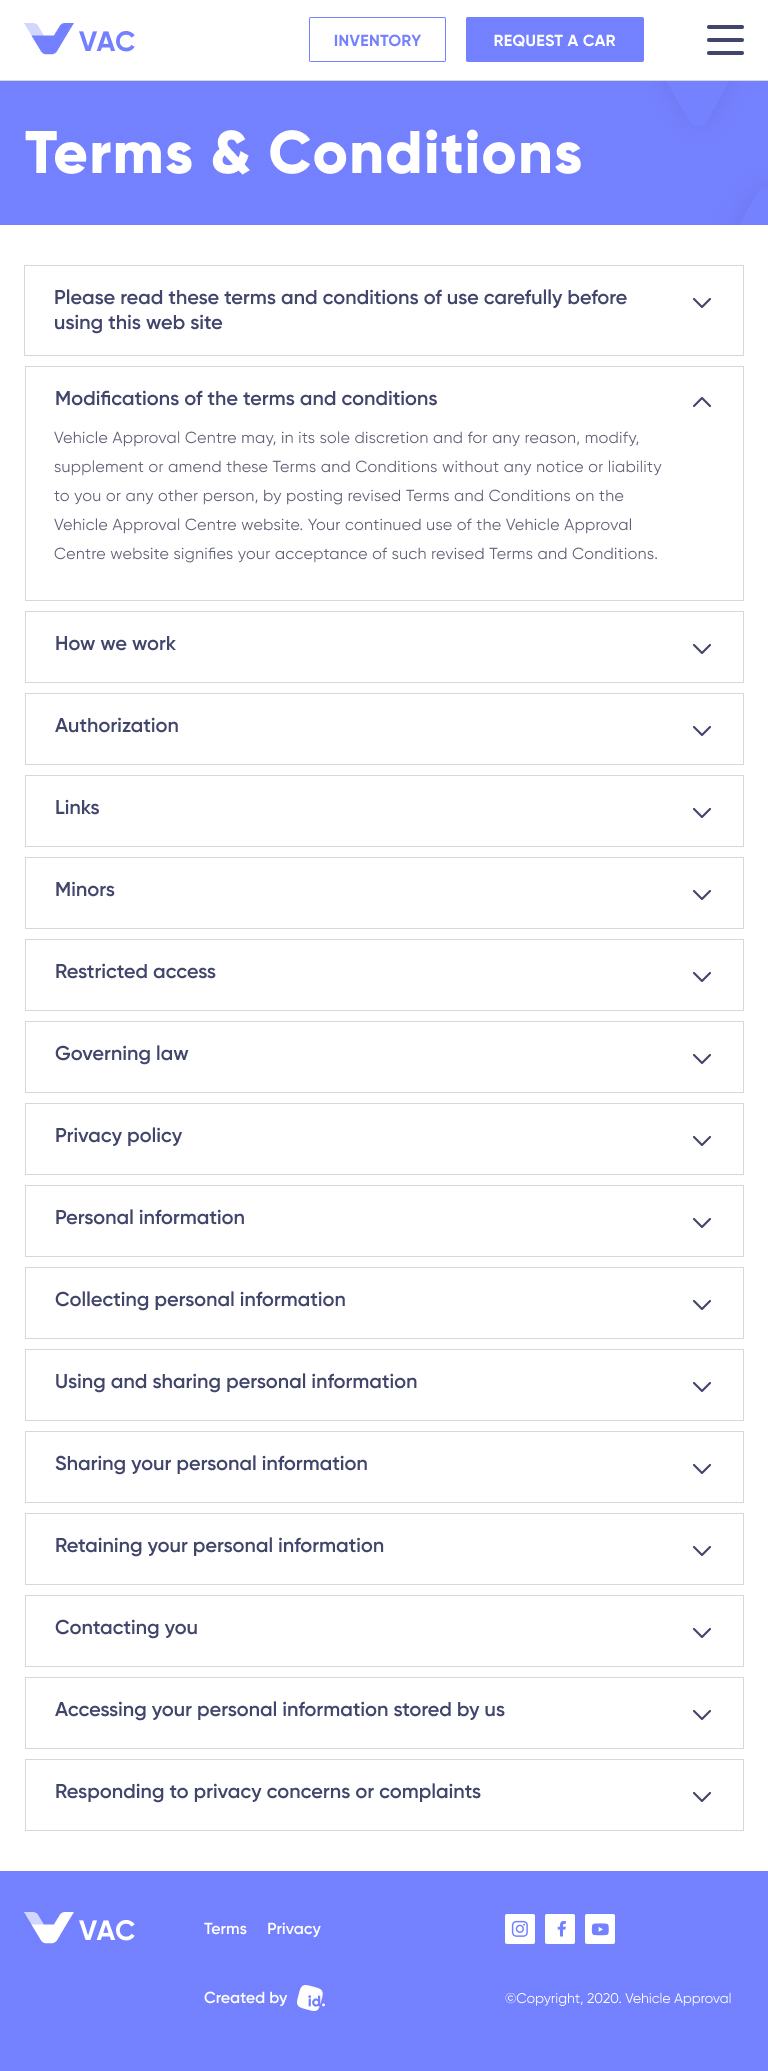 VAC
INVENTORY
REQUEST A CAR
Terms & Conditions
Please read these terms and conditions of use carefully before
using this web site
Modifications of the terms and conditions
Vehicle Approval Centre may, in its sole discretion and for any reason, modify,
supplement or amend these Terms and Conditions without any notice or liability
to you or any other person, by posting revised Terms and Conditions on the
Vehicle Approval Centre website. Your continued use of the Vehicle Approval
Centre website signifies your acceptance of such revised Terms and Conditions.
How we work
Authorization
Links
Minors
Restricted access
Governing law
Privacy policy
Personal information
Collecting personal information
Using and sharing personal information
Sharing your personal information
Retaining your personal information
Contacting you
Accessing your personal information stored by us
Responding to privacy concerns or complaints
VAC
Terms
Privacy
Created by id.
©Copyright, 2020. Vehicle Approval